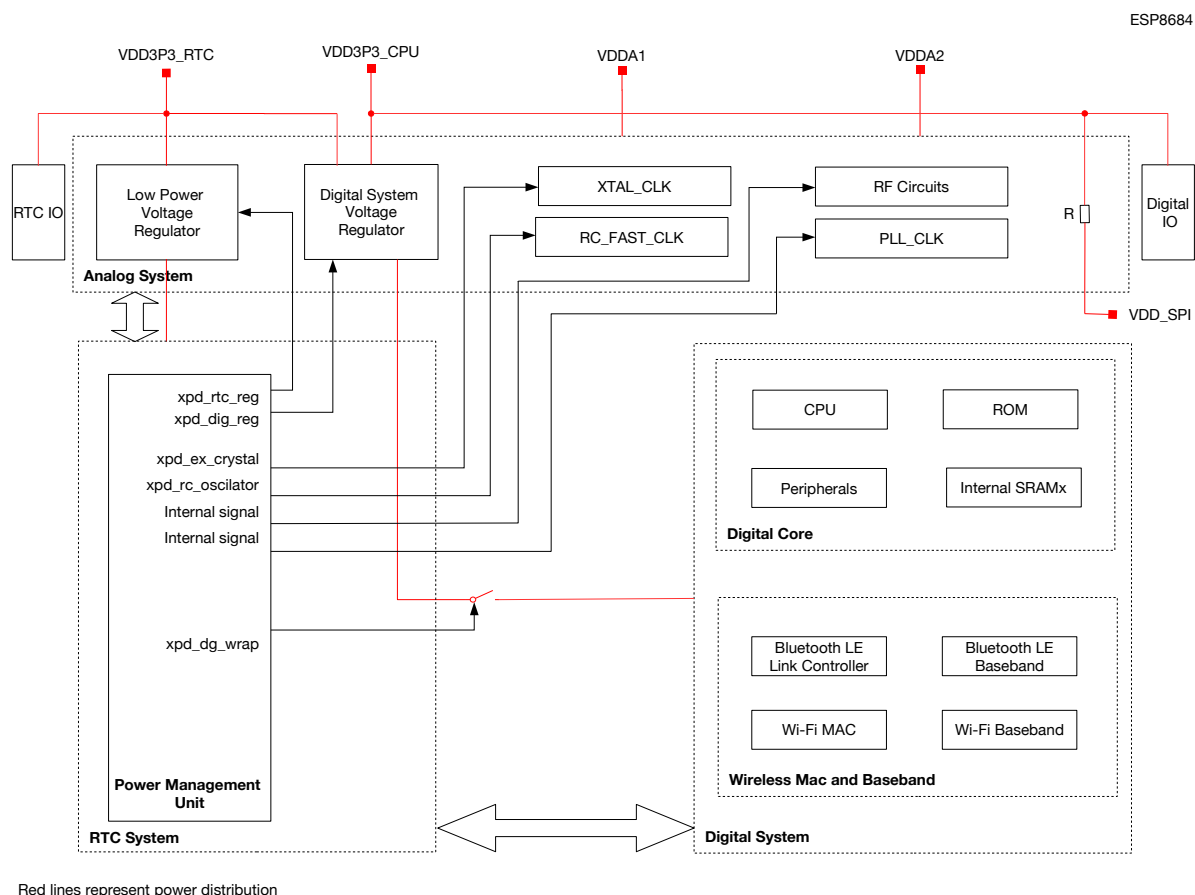 ESP8684
VDD3P3_RTC
VDD3P3_CPU
VDDA1
VDDA2
RTC IO
Low Power
Voltage
Regulator
Digital System
Voltage
Regulator
XTAL_CLK
RC_FAST_CLK
RF Circuits
PLL_CLK
R
Digital
IO
Analog System
VDD_SPI
xpd_rtc_reg
xpd_dig_reg
xpd_ex_crystal
xpd_rc_oscilator
Internal signal
Internal signal
xpd_dg_wrap
Power Management
Unit
RTC System
CPU
ROM
Peripherals
Internal SRAMx
Digital Core
Bluetooth LE
Link Controller
Bluetooth LE
Baseband
Wi-Fi MAC
Wi-Fi Baseband
Wireless Mac and Baseband
Digital System
Red lines represent power distribution